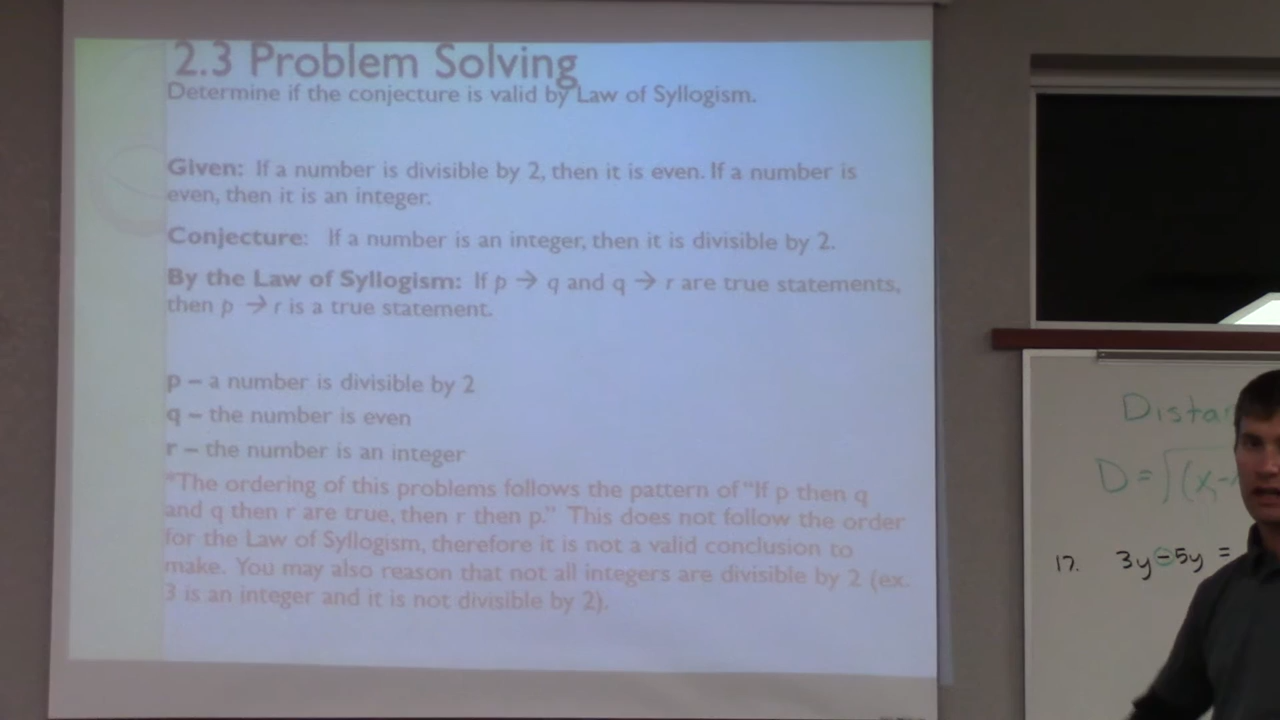 2.3 Problem Solving
Determine if the conjecture is valid by Law of Syllogism.
Given: If a number is divisible by 2, then it is even. If a number is
even, then it is an integer.
Conjecture: If a number is an integer, then it is divisible by 2.
By the Law of Syllogism: If p → q and q → r are true statements,
then p → r is a true statement.
p – a number is divisible by 2
q – the number is even
r – the number is an integer
"The ordering of this problems follows the pattern of "If p then q
and q then r are true, then r then p." This does not follow the order
for the Law of Syllogism, therefore it is not a valid conclusion to
make. You may also reason that not all integers are divisible by 2 (ex.
3 is an integer and it is not divisible by 2).
D = √(x₁-
17. 3y - 5y =